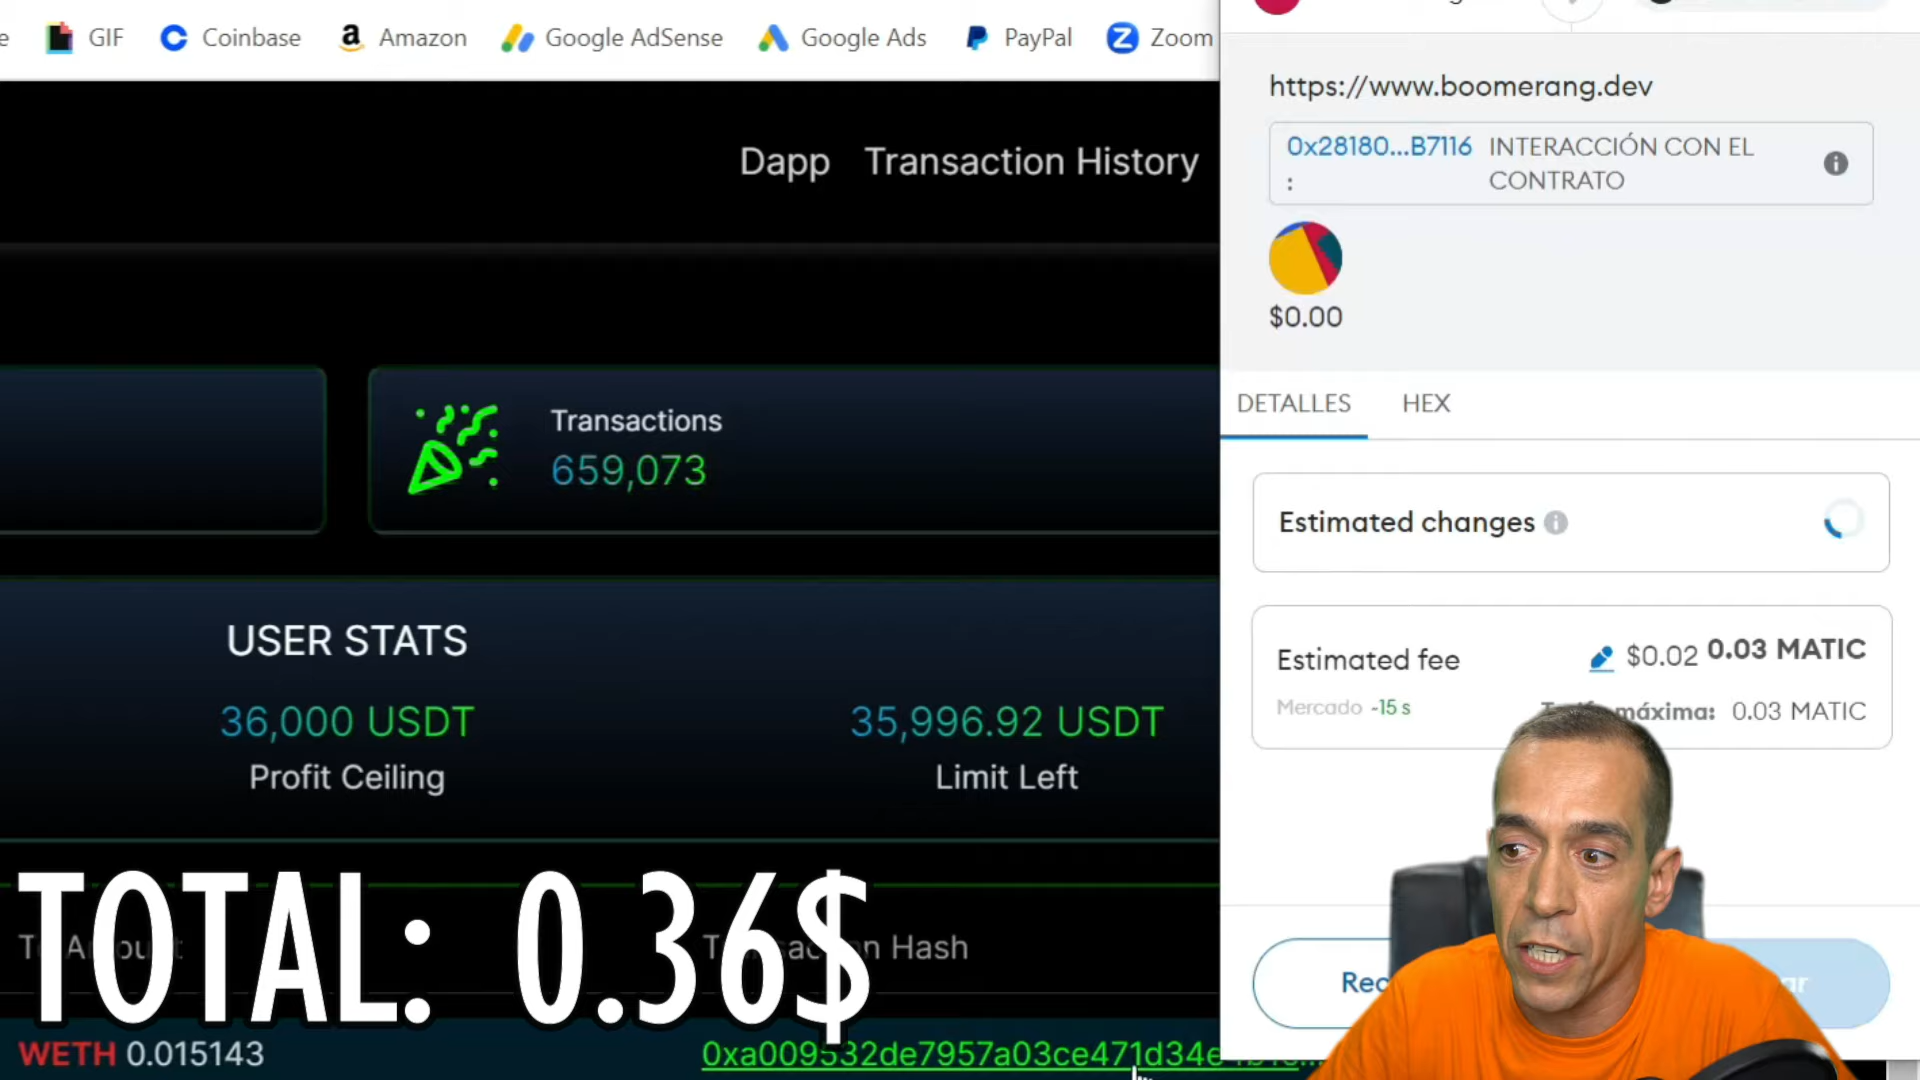 GIF Coinbase Amazon Google AdSense Google Ads PayPal Zoom
Dapp Transaction History
Transactions
659,073
USER STATS
36,000 USDT 35,996.92 USDT
Profit Ceiling Limit Left
TOTAL: 0.36$
Hash
WETH 0.015143
https://www.boomerang.dev
0x28180...B7116 INTERACCIÓN CON EL
: CONTRATO
$0.00
DETALLES HEX
Estimated changes
Estimated fee $0.02 0.03 MATIC
Mercado -15 s máxima: 0.03 MATIC